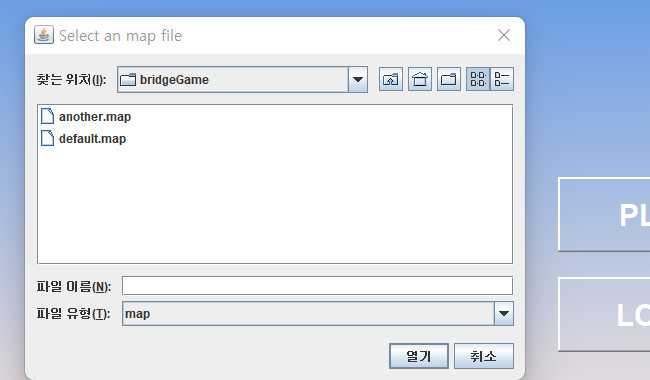 Select an map file
찾는 위치(I):
bridgeGame
another.map
default.map
파일 이름(N):
파일 유형(T):
map
열기
취소
PL
LO